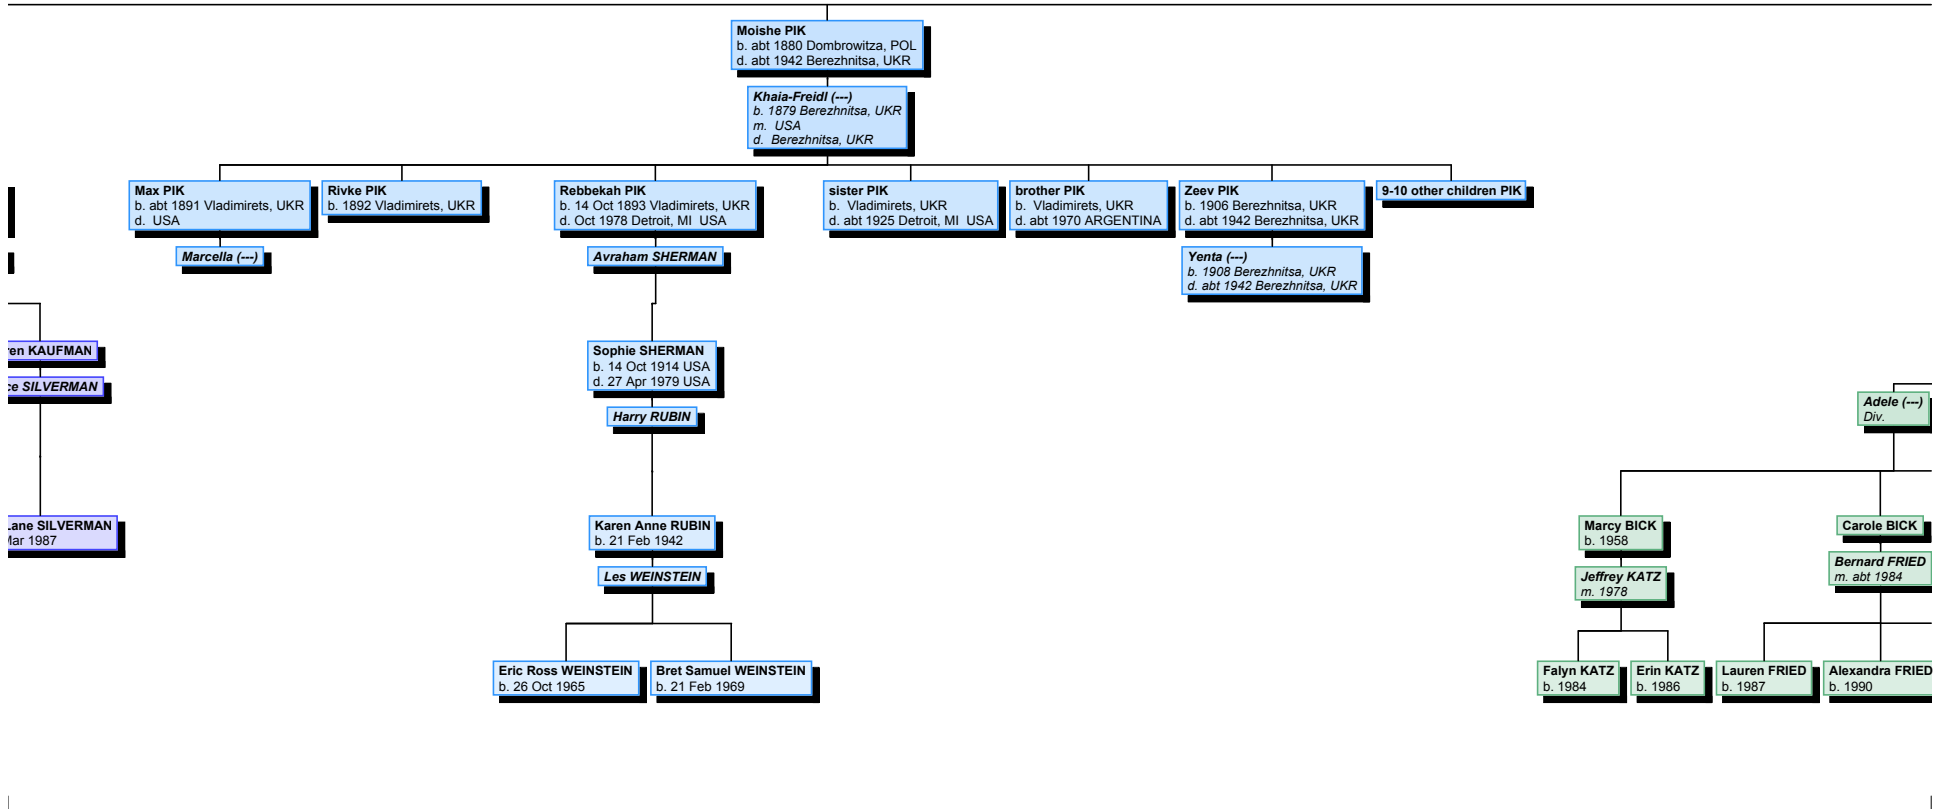 Moishe PIK
b. abt 1880 Dombrowitza, POL
d. abt 1942 Berezhnitsa, UKR
Khaia-Freidl (---)
b. 1879 Berezhnitsa, UKR
m.  USA
d.  Berezhnitsa, UKR
Max PIK
b. abt 1891 Vladimirets, UKR
d.  USA
Marcella (---)
Rivke PIK
b. 1892 Vladimirets, UKR
Rebbekah PIK
b. 14 Oct 1893 Vladimirets, UKR
d. Oct 1978 Detroit, MI  USA
Avraham SHERMAN
sister PIK
b.  Vladimirets, UKR
d. abt 1925 Detroit, MI  USA
brother PIK
b.  Vladimirets, UKR
d. abt 1970 ARGENTINA
Zeev PIK
b. 1906 Berezhnitsa, UKR
d. abt 1942 Berezhnitsa, UKR
Yenta (---)
b. 1908 Berezhnitsa, UKR
d. abt 1942 Berezhnitsa, UKR
9-10 other children PIK
KAUFMAN
SILVERMAN
Sophie SHERMAN
b. 14 Oct 1914 USA
d. 27 Apr 1979 USA
Harry RUBIN
Adele (---)
Div.
SILVERMAN
1987
Karen Anne RUBIN
b. 21 Feb 1942
Les WEINSTEIN
Marcy BICK
b. 1958
Jeffrey KATZ
m. 1978
Carole BICK
Bernard FRIED
m. abt 1984
Eric Ross WEINSTEIN
b. 26 Oct 1965
Bret Samuel WEINSTEIN
b. 21 Feb 1969
Falyn KATZ
b. 1984
Erin KATZ
b. 1986
Lauren FRIED
b. 1987
Alexandra FRIED
b. 1990